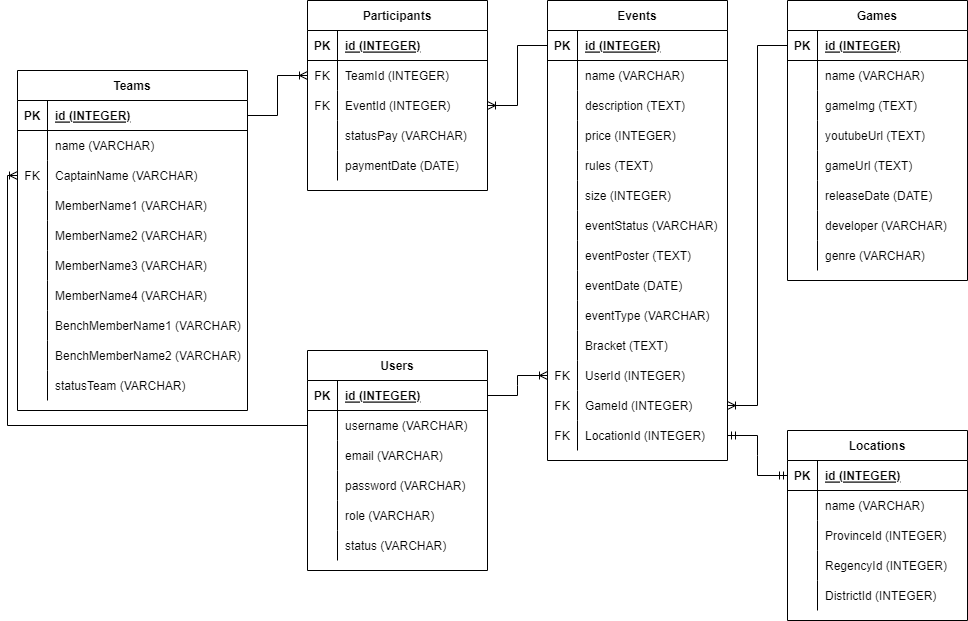 Teams
PK id (INTEGER)
name (VARCHAR)
FK CaptainName (VARCHAR)
MemberName1 (VARCHAR)
MemberName2 (VARCHAR)
MemberName3 (VARCHAR)
MemberName4 (VARCHAR)
BenchMemberName1 (VARCHAR)
BenchMemberName2 (VARCHAR)
statusTeam (VARCHAR)
Participants
PK id (INTEGER)
FK TeamId (INTEGER)
FK EventId (INTEGER)
statusPay (VARCHAR)
paymentDate (DATE)
Users
PK id (INTEGER)
username (VARCHAR)
email (VARCHAR)
password (VARCHAR)
role (VARCHAR)
status (VARCHAR)
Events
PK id (INTEGER)
name (VARCHAR)
description (TEXT)
price (INTEGER)
rules (TEXT)
size (INTEGER)
eventStatus (VARCHAR)
eventPoster (TEXT)
eventDate (DATE)
eventType (VARCHAR)
Bracket (TEXT)
FK UserId (INTEGER)
FK GameId (INTEGER)
FK LocationId (INTEGER)
Games
PK id (INTEGER)
name (VARCHAR)
gameImg (TEXT)
youtubeUrl (TEXT)
gameUrl (TEXT)
releaseDate (DATE)
developer (VARCHAR)
genre (VARCHAR)
Locations
PK id (INTEGER)
name (VARCHAR)
ProvinceId (INTEGER)
RegencyId (INTEGER)
DistrictId (INTEGER)